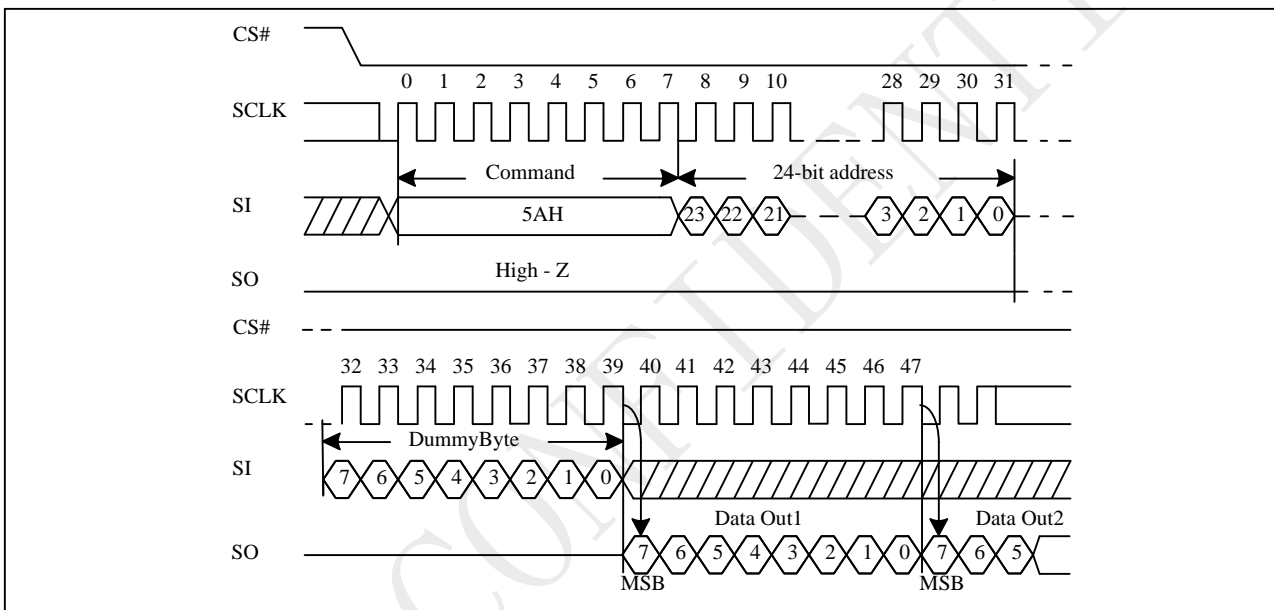 CS#
0 1 2 3 4 5 6 7 8 9 10 28 29 30 31
SCLK
Command 24-bit address
SI 5AH 23 22 21 3 2 1 0
High - Z
SO
CS#
32 33 34 35 36 37 38 39 40 41 42 43 44 45 46 47
SCLK
DummyByte
SI 7 6 5 4 3 2 1 0
Data Out1 Data Out2
SO 7 6 5 4 3 2 1 0 7 6 5
MSB MSB
CONFIDENT